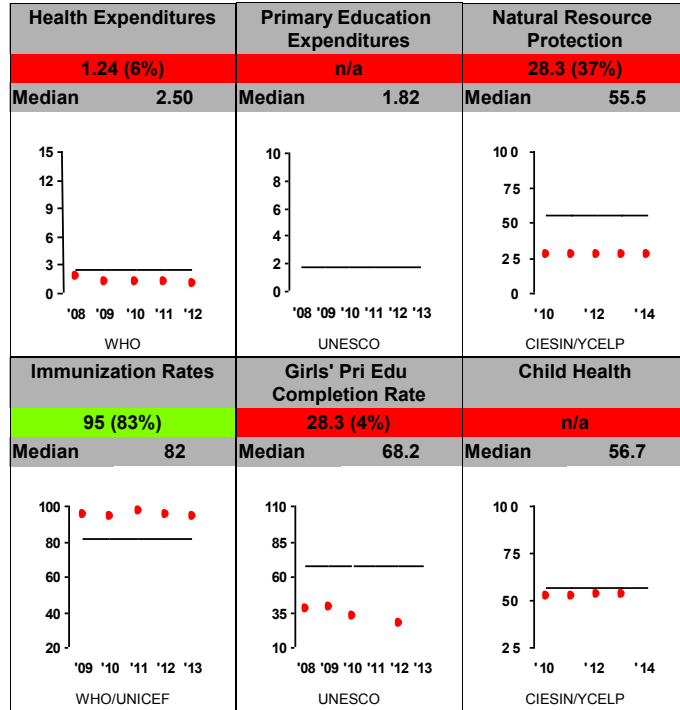 Health Expenditures
1.24 (6%)
Median 2.50
15
12
9
6
3
0
'08 '09 '10 '11 '12
WHO
Primary Education
Expenditures
n/a
Median 1.82
10
8
6
4
2
0
'08 '09 '10 '11 '12 '13
UNESCO
Natural Resource
Protection
28.3 (37%)
Median 55.5
100
75
50
25
0
'10 '12 '14
CIESIN/YCELP
Immunization Rates
95 (83%)
Median 82
100
80
60
40
20
'09 '10 '11 '12 '13
WHO/UNICEF
Girls' Pri Edu
Completion Rate
28.3 (4%)
Median 68.2
110
85
60
35
10
'08 '09 '10 '11 '12 '13
UNESCO
Child Health
n/a
Median 56.7
100
75
50
25
'10 '12 '14
CIESIN/YCELP